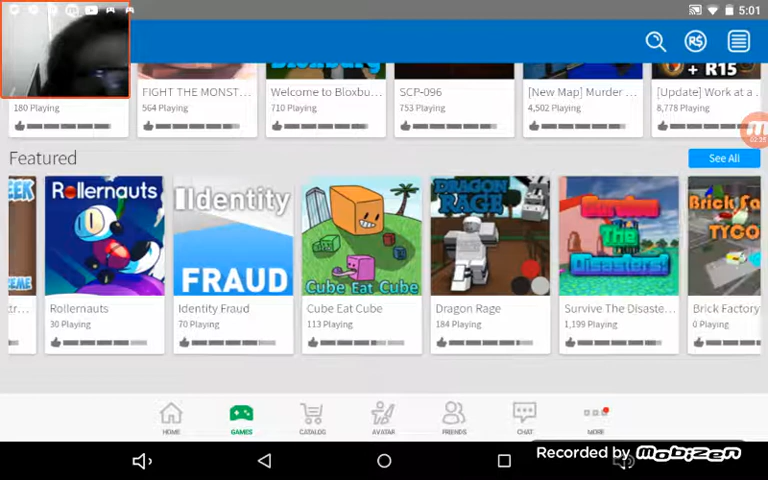 5:01
R$
+ R15
FIGHT THE MONST...
Welcome to Bloxbu...
SCP-096
[New Map] Murder ...
[Update] Work at a ...
180 Playing
564 Playing
710 Playing
753 Playing
4,502 Playing
8,778 Playing
Featured
See All
Rollernauts
Identity
FRAUD
Cube Eat Cube
DRAGON
RAGE
Survive
The
Disasters!
Brick Fa
TYCO
Rollernauts
Identity Fraud
Cube Eat Cube
Dragon Rage
Survive The Disaste...
Brick Factory
30 Playing
70 Playing
113 Playing
184 Playing
1,199 Playing
0 Playing
HOME
GAMES
CATALOG
AVATAR
FRIENDS
CHAT
MORE
Recorded by Mobizen